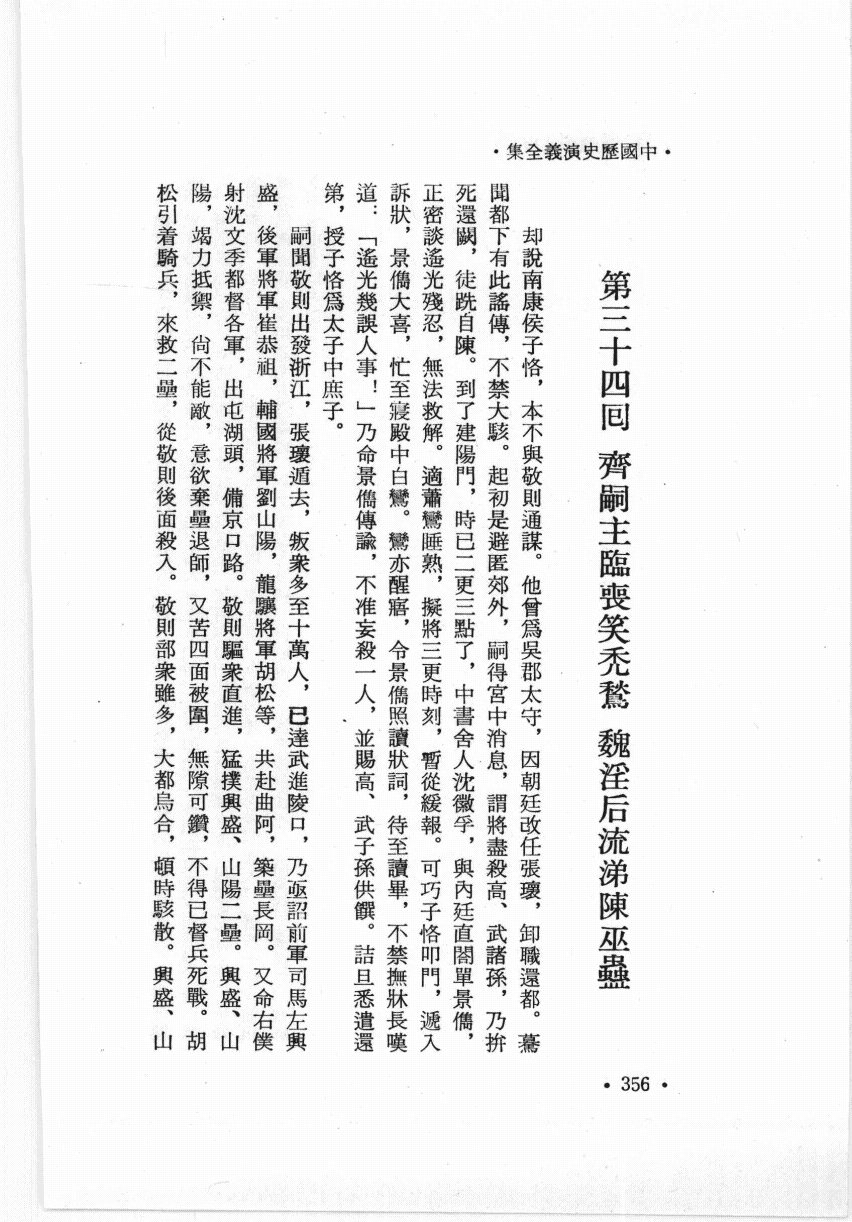 ・中國歷史演義全集・
第三十四回 齊嗣主臨喪笑禿鶖 魏淫后流涕陳巫蠱
却說南康侯子恪，本不與敬則通謀。他曾爲吳郡太守，因朝廷改任張瓌，卸職還都。驀
聞都下有此謠傳，不禁大駭。起初是避匿郊外，嗣得宮中消息，謂將盡殺高、武諸孫，乃拚
死還闕，徒跣自陳。到了建陽門，時已二更三點了，中書舍人沈徽孚，與內廷直閣單景儁，
正密談遙光殘忍，無法救解。適蕭鸞睡熟，擬將三更時刻，暫從緩報。可巧子恪叩門，遞入
訴狀，景儁大喜，忙至寢殿中白鸞。鸞亦醒寤，令景儁照讀狀詞，待至讀畢，不禁撫牀長嘆
道：「遙光幾誤人事！」乃命景儁傳諭，不准妄殺一人，並賜高、武子孫供饌。詰旦悉遣還
第，授子恪爲太子中庶子。
嗣聞敬則出發浙江，張瓌遁去，叛衆多至十萬人，已達武進陵口，乃亟詔前軍司馬左興
盛，後軍將軍崔恭祖，輔國將軍劉山陽，龍驤將軍胡松等，共赴曲阿，築壘長岡。又命右僕
射沈文季都督各軍，出屯湖頭，備京口路。敬則驅衆直進，猛撲興盛、山陽二壘。興盛、山
陽，竭力抵禦，尚不能敵，意欲棄壘退師，又苦四面被圍，無隙可鑽，不得已督兵死戰。胡
松引着騎兵，來救二壘，從敬則後面殺入。敬則部衆雖多，大都烏合，頓時駭散。興盛、山
・356・